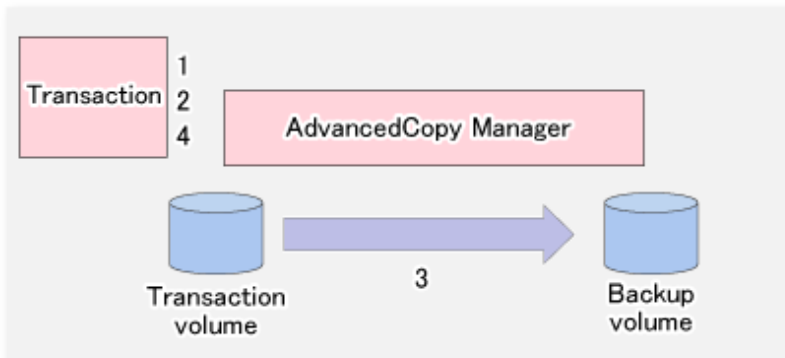 1
Transaction 2
4
AdvancedCopy Manager
3
Transaction
volume
Backup
volume